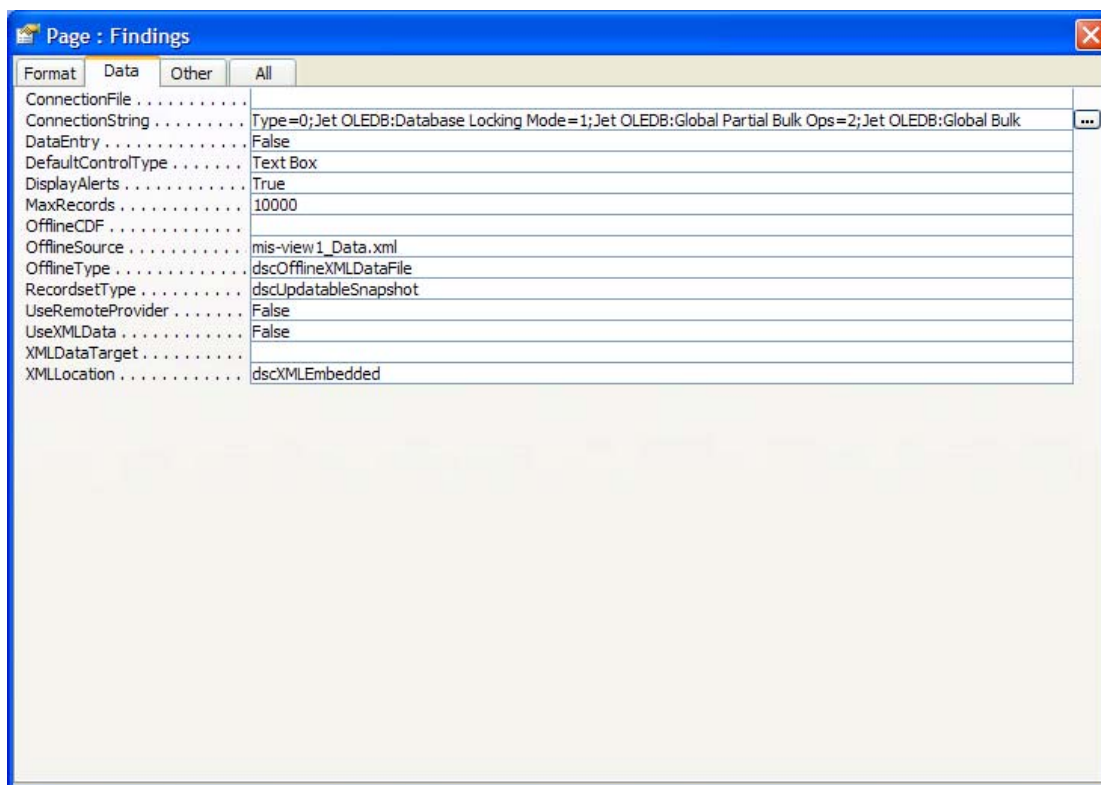 Page : Findings
Format Data Other All
ConnectionFile . . . . . . . . . . .
ConnectionString . . . . . . . . . Type=0;Jet OLEDB:Database Locking Mode=1;Jet OLEDB:Global Partial Bulk Ops=2;Jet OLEDB:Global Bulk ...
DataEntry . . . . . . . . . . . . . . False
DefaultControlType . . . . . . . Text Box
DisplayAlerts . . . . . . . . . . . . True
MaxRecords . . . . . . . . . . . . 10000
OfflineCDF . . . . . . . . . . . . .
OfflineSource . . . . . . . . . . . mis-view1_Data.xml
OfflineType . . . . . . . . . . . . . dscOfflineXMLDataFile
RecordsetType . . . . . . . . . . dscUpdatableSnapshot
UseRemoteProvider . . . . . . . False
UseXMLData . . . . . . . . . . . . False
XMLDataTarget . . . . . . . . . .
XMLLocation . . . . . . . . . . . . dscXMLEmbedded